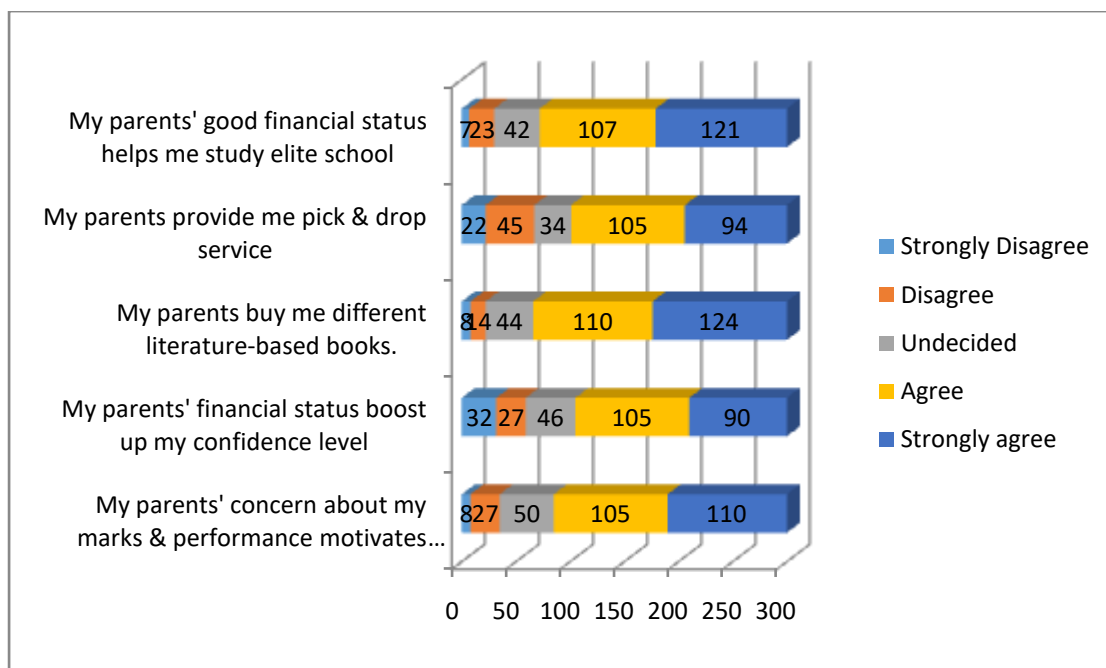 My parents' good financial status
helps me study elite school
7 23 42 107 121
My parents provide me pick & drop
service
22 45 34 105 94
My parents buy me different
literature-based books.
8 14 44 110 124
My parents' financial status boost
up my confidence level
32 27 46 105 90
My parents' concern about my
marks & performance motivates...
8 27 50 105 110
0 50 100 150 200 250 300
Strongly Disagree
Disagree
Undecided
Agree
Strongly agree